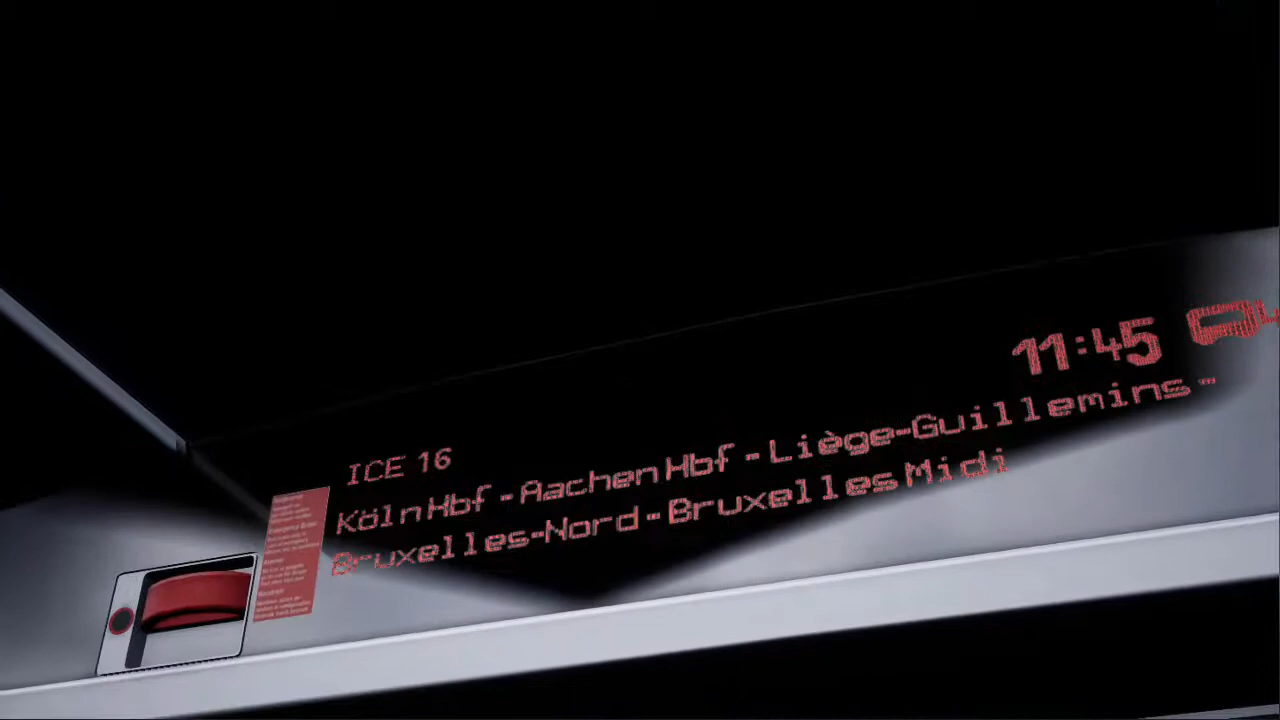 11:45
ICE 16
Köln Hbf - Aachen Hbf - Liège-Guillemins -
Bruxelles-Nord - Bruxelles Midi